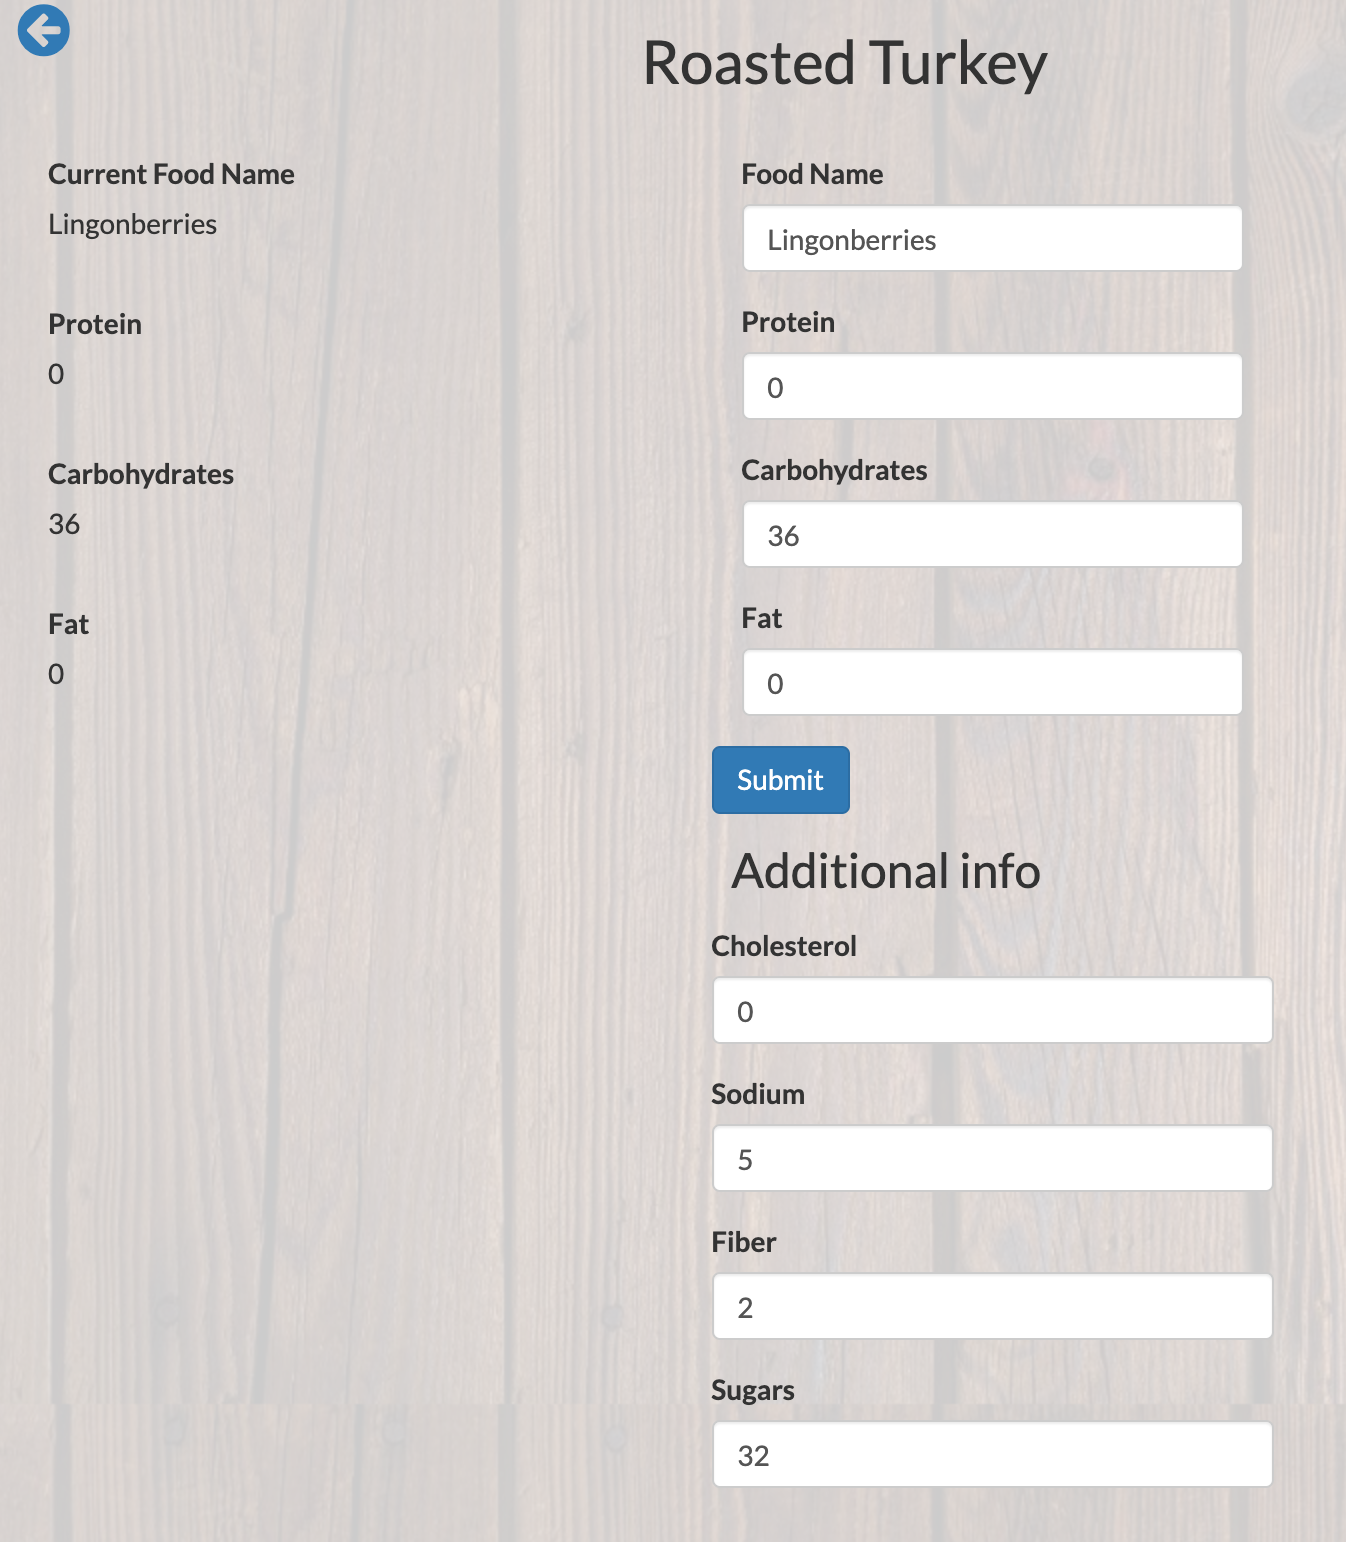 Roasted Turkey
Current Food Name
Lingonberries
Protein
0
Carbohydrates
36
Fat
0
Food Name
Lingonberries
Protein
0
Carbohydrates
36
Fat
0
Submit
Additional info
Cholesterol
0
Sodium
5
Fiber
2
Sugars
32